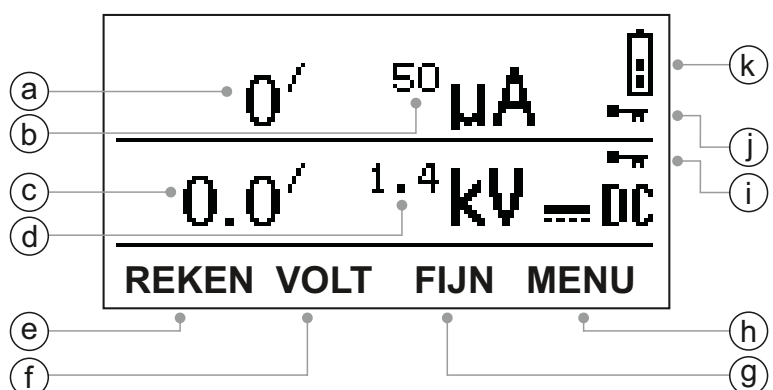 a 0′ 50 µA k
b j
c 0.0′ 1.4 kV DC i
d
REKEN VOLT FIJN MENU
e h
f g